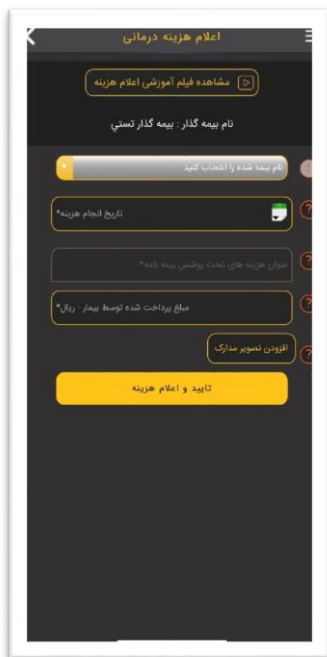 اعلام هزینه درمانی
مشاهده فیلم آموزشی اعلام هزینه
نام بیمه گذار : بیمه گذار تستي
نام بیمه شده را انتخاب کنید
تاریخ انجام هزینه*
?
عنوان هزینه های تحت پوشش بیمه نامه*
?
مبلغ پرداخت شده توسط بیمار - ریال*
?
افزودن تصویر مدارک
?
تایید و اعلام هزینه